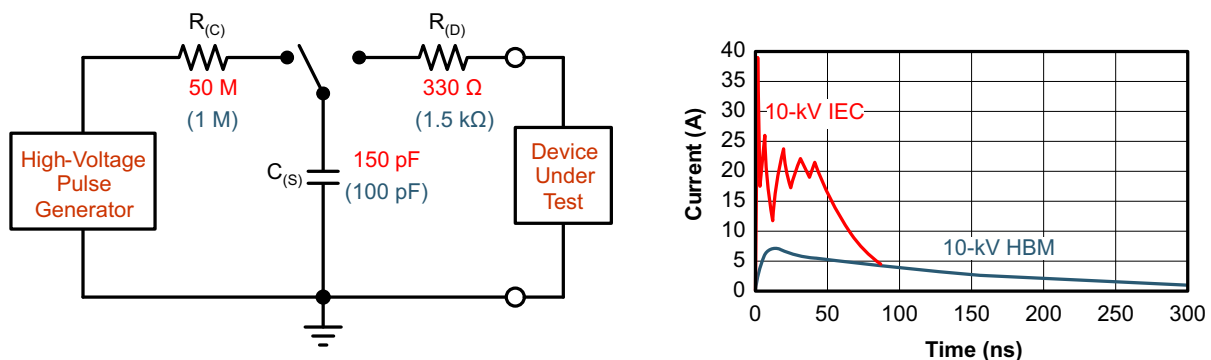 R(C)
50 M
(1 M)
R(D)
330 Ω
(1.5 kΩ)
High-Voltage
Pulse
Generator
C(S)
150 pF
(100 pF)
Device
Under
Test
40
35
30
25
20
15
10
5
0
Current (A)
10-kV IEC
10-kV HBM
0
50
100
150
200
250
300
Time (ns)